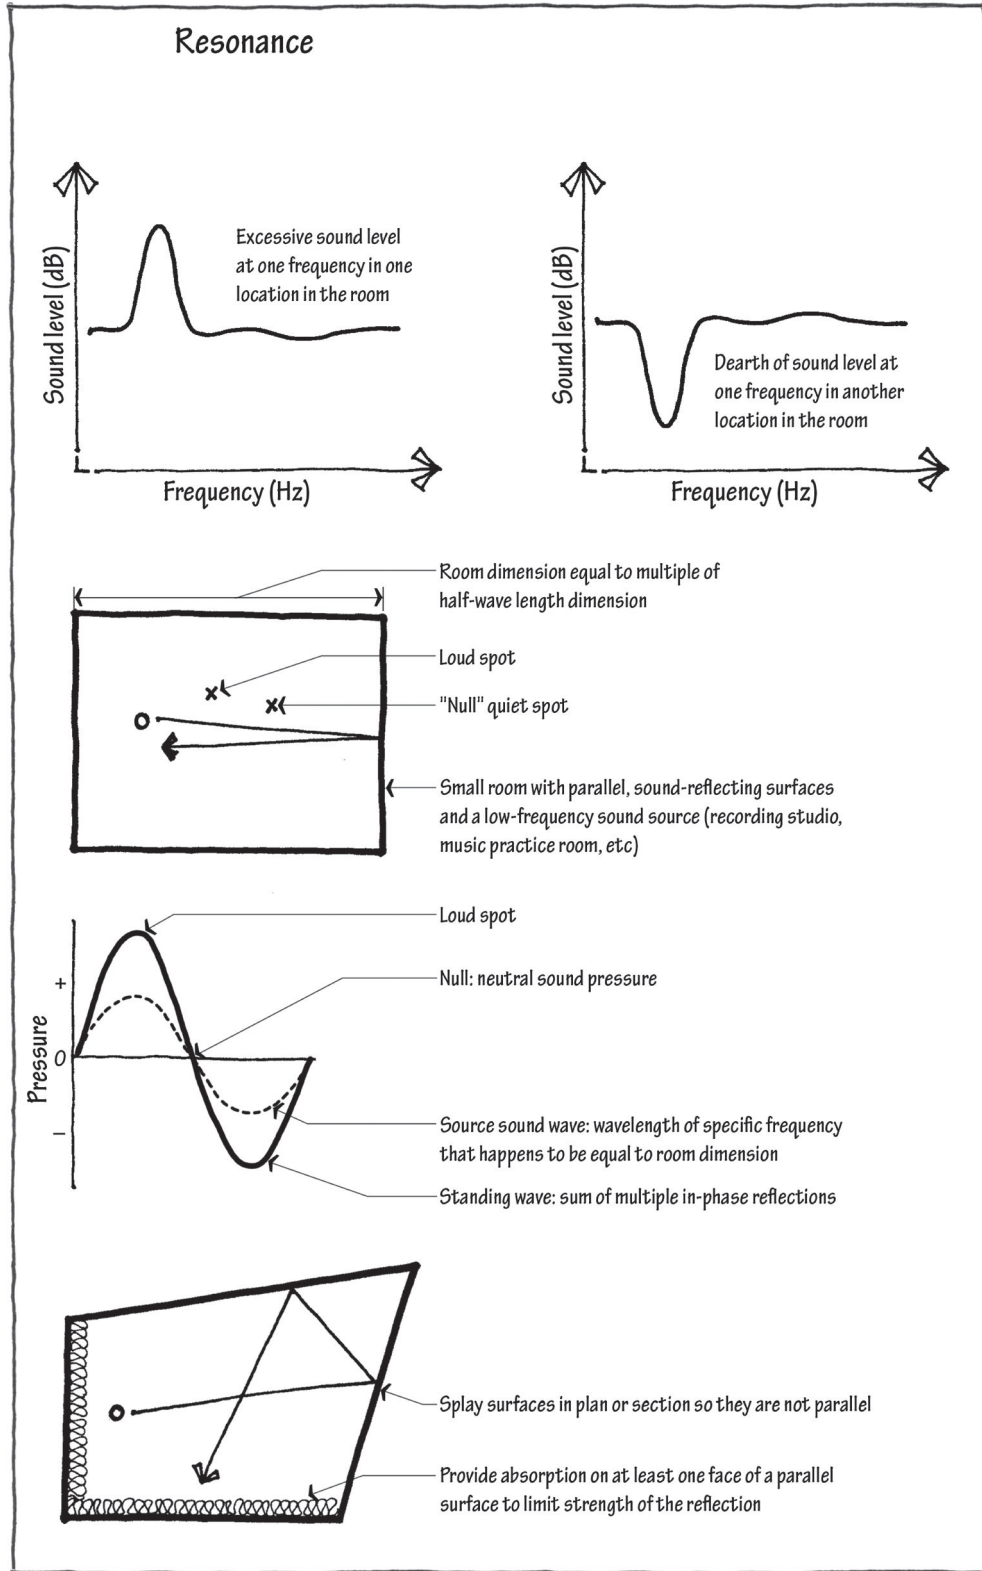 Resonance
Sound level (dB)
Excessive sound level
at one frequency in one
location in the room
Frequency (Hz)
Sound level (dB)
Dearth of sound level at
one frequency in another
location in the room
Frequency (Hz)
Room dimension equal to multiple of
half-wave length dimension
Loud spot
"Null" quiet spot
Small room with parallel, sound-reflecting surfaces
and a low-frequency sound source (recording studio,
music practice room, etc)
Loud spot
Null: neutral sound pressure
Pressure
+
0
–
Source sound wave: wavelength of specific frequency
that happens to be equal to room dimension
Standing wave: sum of multiple in-phase reflections
Splay surfaces in plan or section so they are not parallel
Provide absorption on at least one face of a parallel
surface to limit strength of the reflection